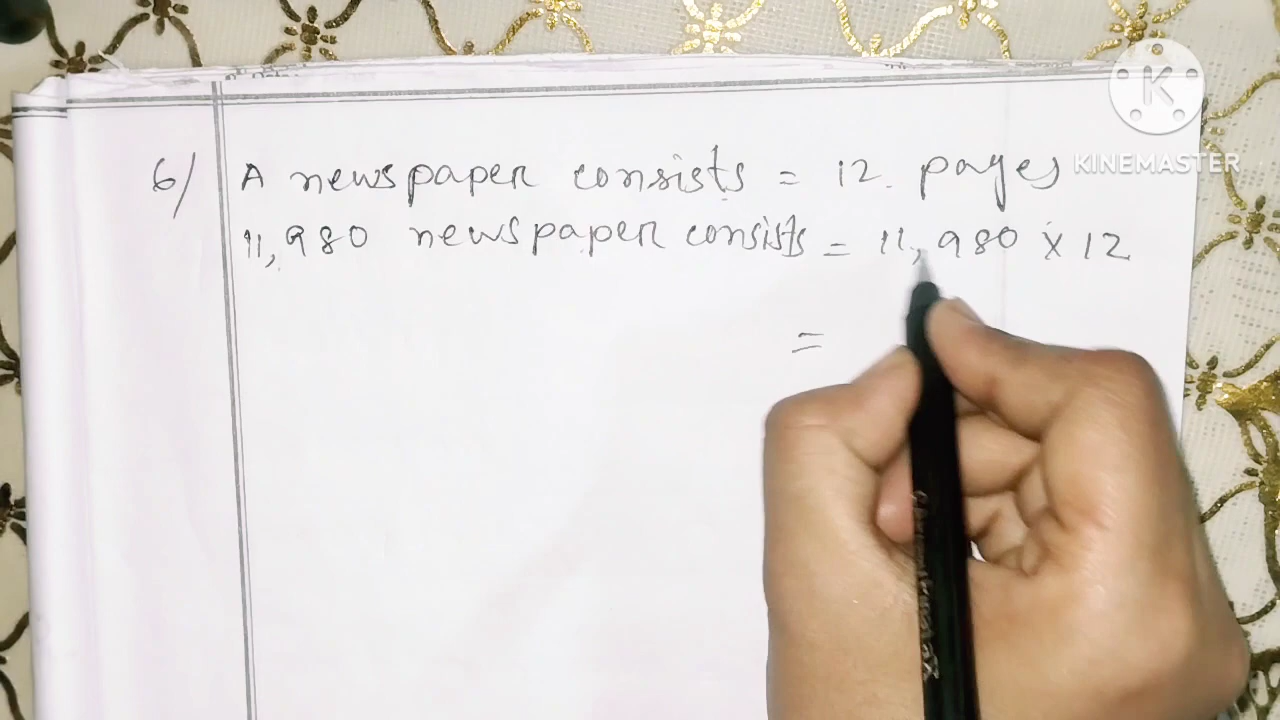 K
KINEMASTER
6) A newspaper consists = 12 pages
11,980 newspaper consists = 11,980 × 12
=